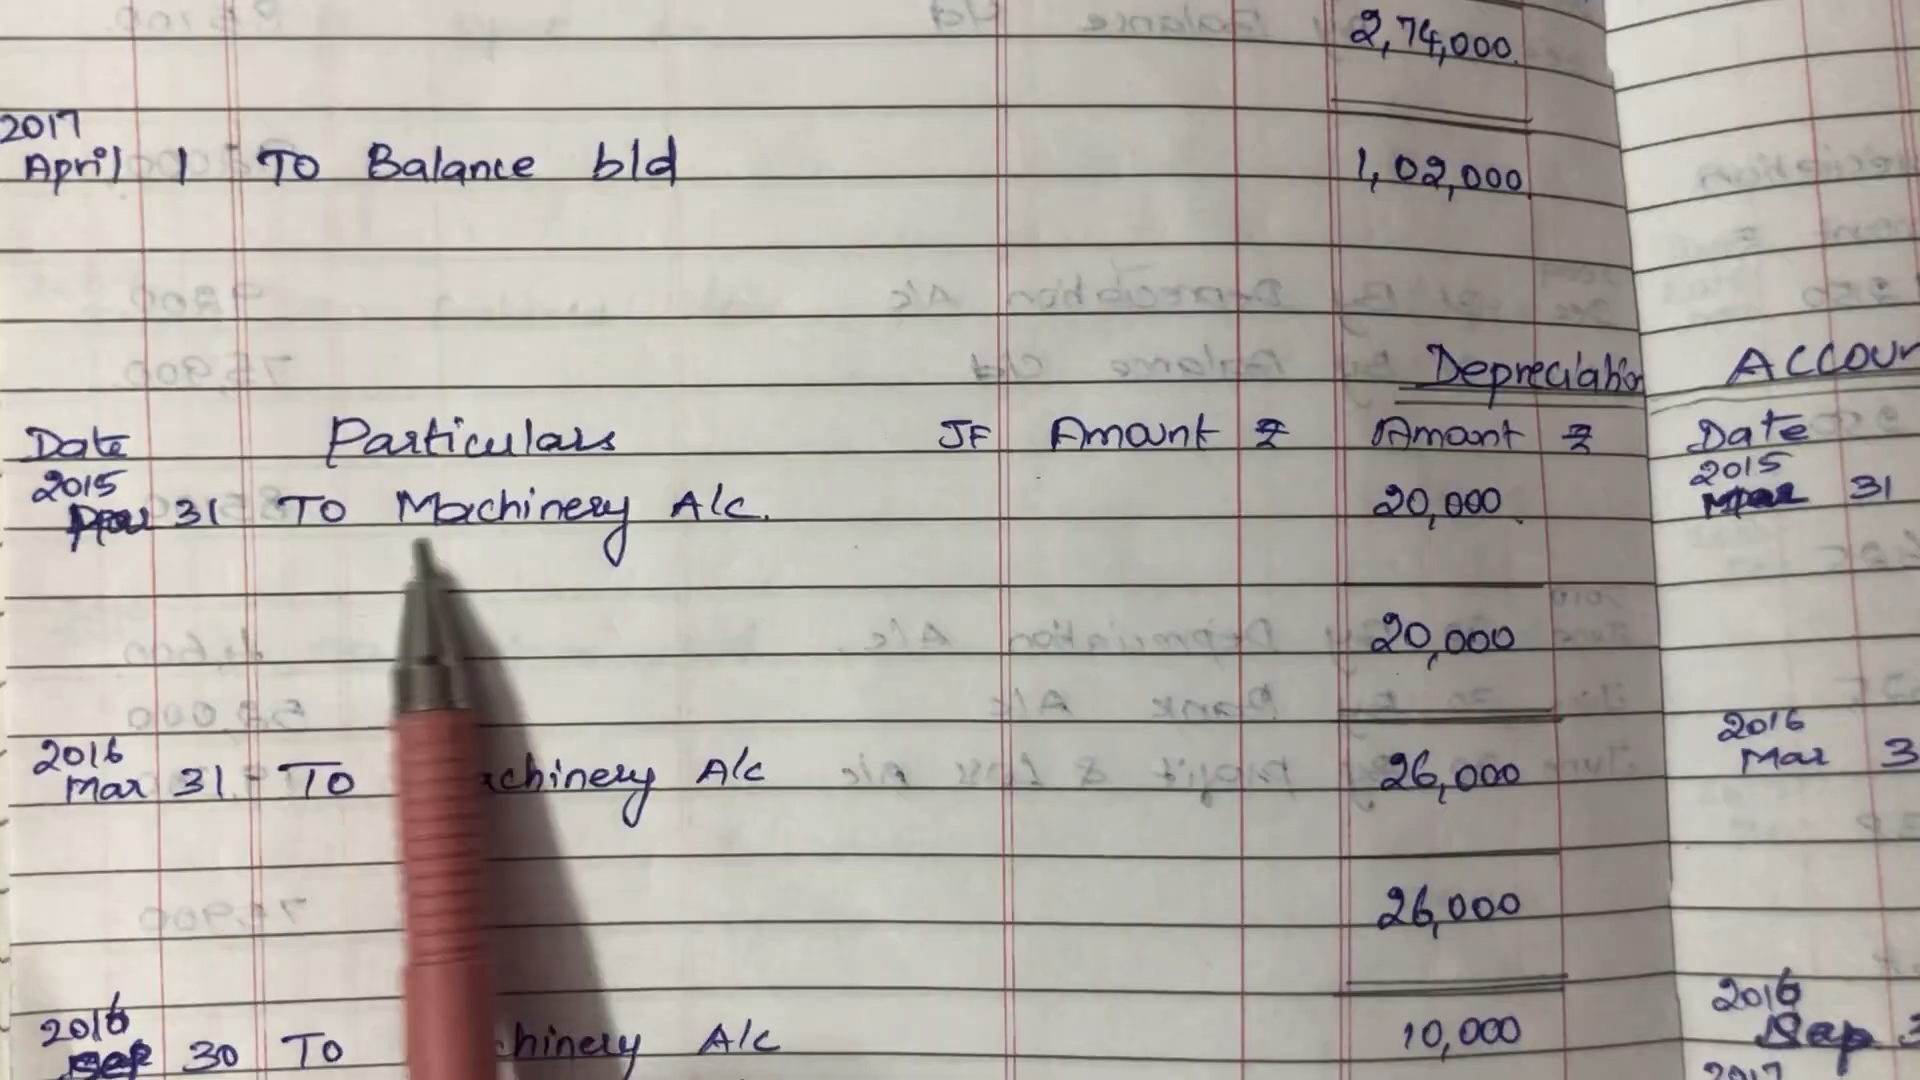 2,74,000
2017
April 1 TO Balance b/d 1,02,000
Depreciation Accoun
Date Particulars JF Amount ₹ Amount ₹ Date
2015 2015
Mar 31 TO Machinery A/c. 20,000 Mar 31
20,000
2016 2016
Mar 31 TO chinery A/c 26,000 Mar 3
26,000
2016 2016
Sep 30 TO chinery A/c 10,000 Sep 3
2017